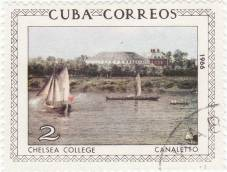 CUBA CORREOS
1966
2
CHELSEA COLLEGE CANALETTO